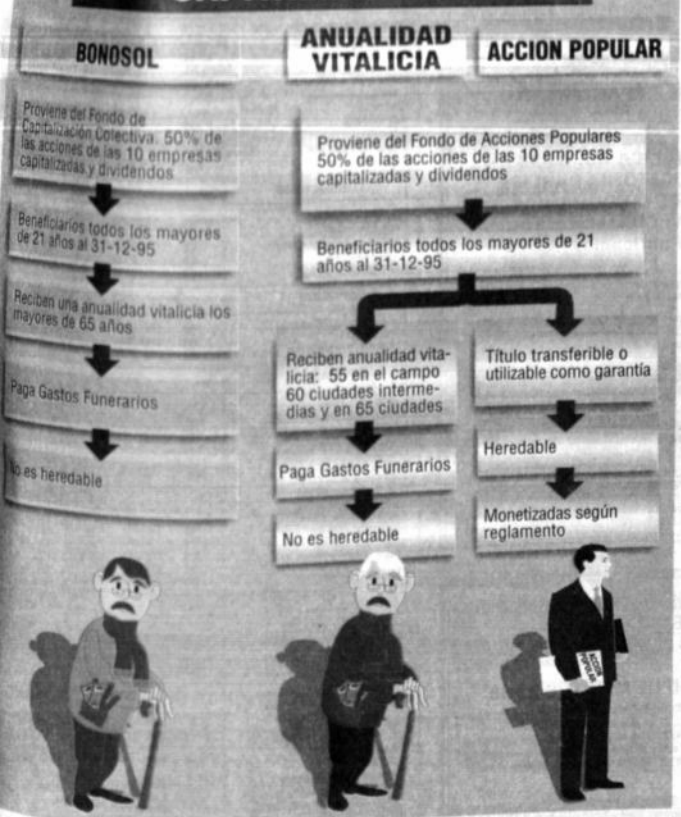 BONOSOL
Proviene del Fondo de
Capitalización Colectiva: 50% de
las acciones de las 10 empresas
capitalizadas y dividendos
Beneficiarios todos los mayores
de 21 años al 31-12-95
Reciben una anualidad vitalicia los
mayores de 65 años
Paga Gastos Funerarios
No es heredable
ANUALIDAD
VITALICIA
ACCION POPULAR
Proviene del Fondo de Acciones Populares
50% de las acciones de las 10 empresas
capitalizadas y dividendos
Beneficiarios todos los mayores de 21
años al 31-12-95
Reciben anualidad vita-
licia: 55 en el campo
60 ciudades interme-
dias y en 65 ciudades
Paga Gastos Funerarios
No es heredable
Título transferible o
utilizable como garantía
Heredable
Monetizadas según
reglamento
ACCION
POPULAR